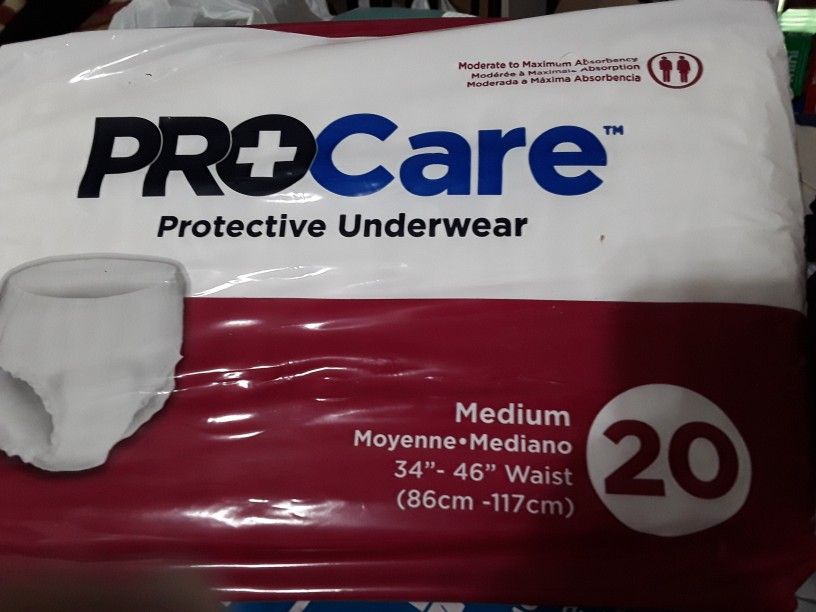 Moderate to Maximum Absorbency
Modérée à Maximale Absorption
Moderada a Máxima Absorbencia
PROCare™
Protective Underwear
Medium
Moyenne•Mediano
34”- 46” Waist
(86cm -117cm)
20